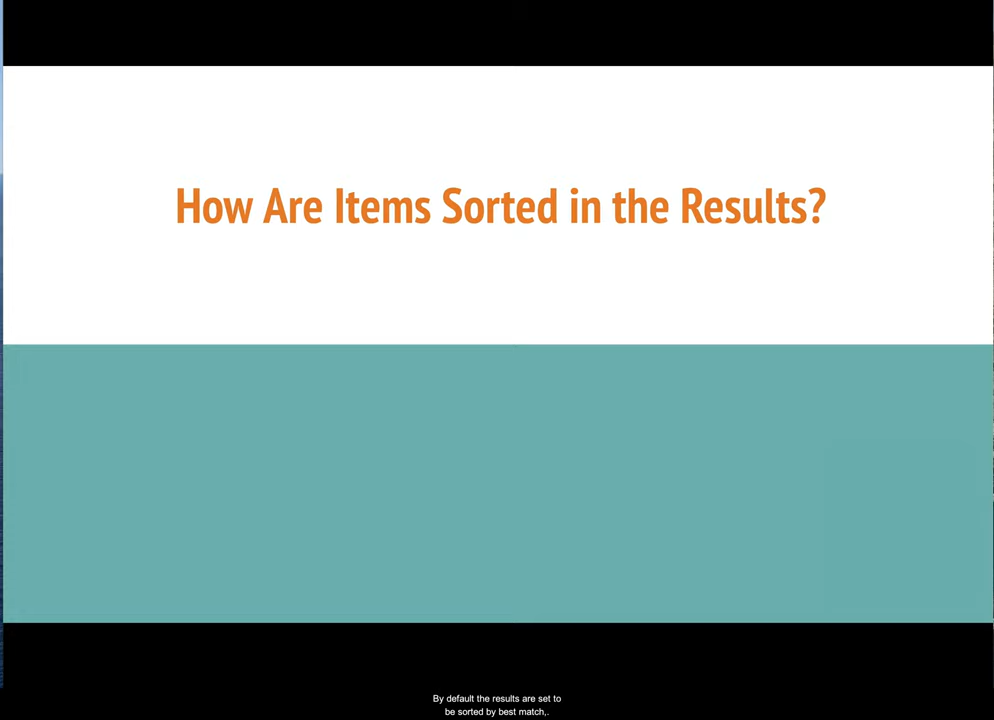 How Are Items Sorted in the Results?
By default the results are set to
be sorted by best match,.